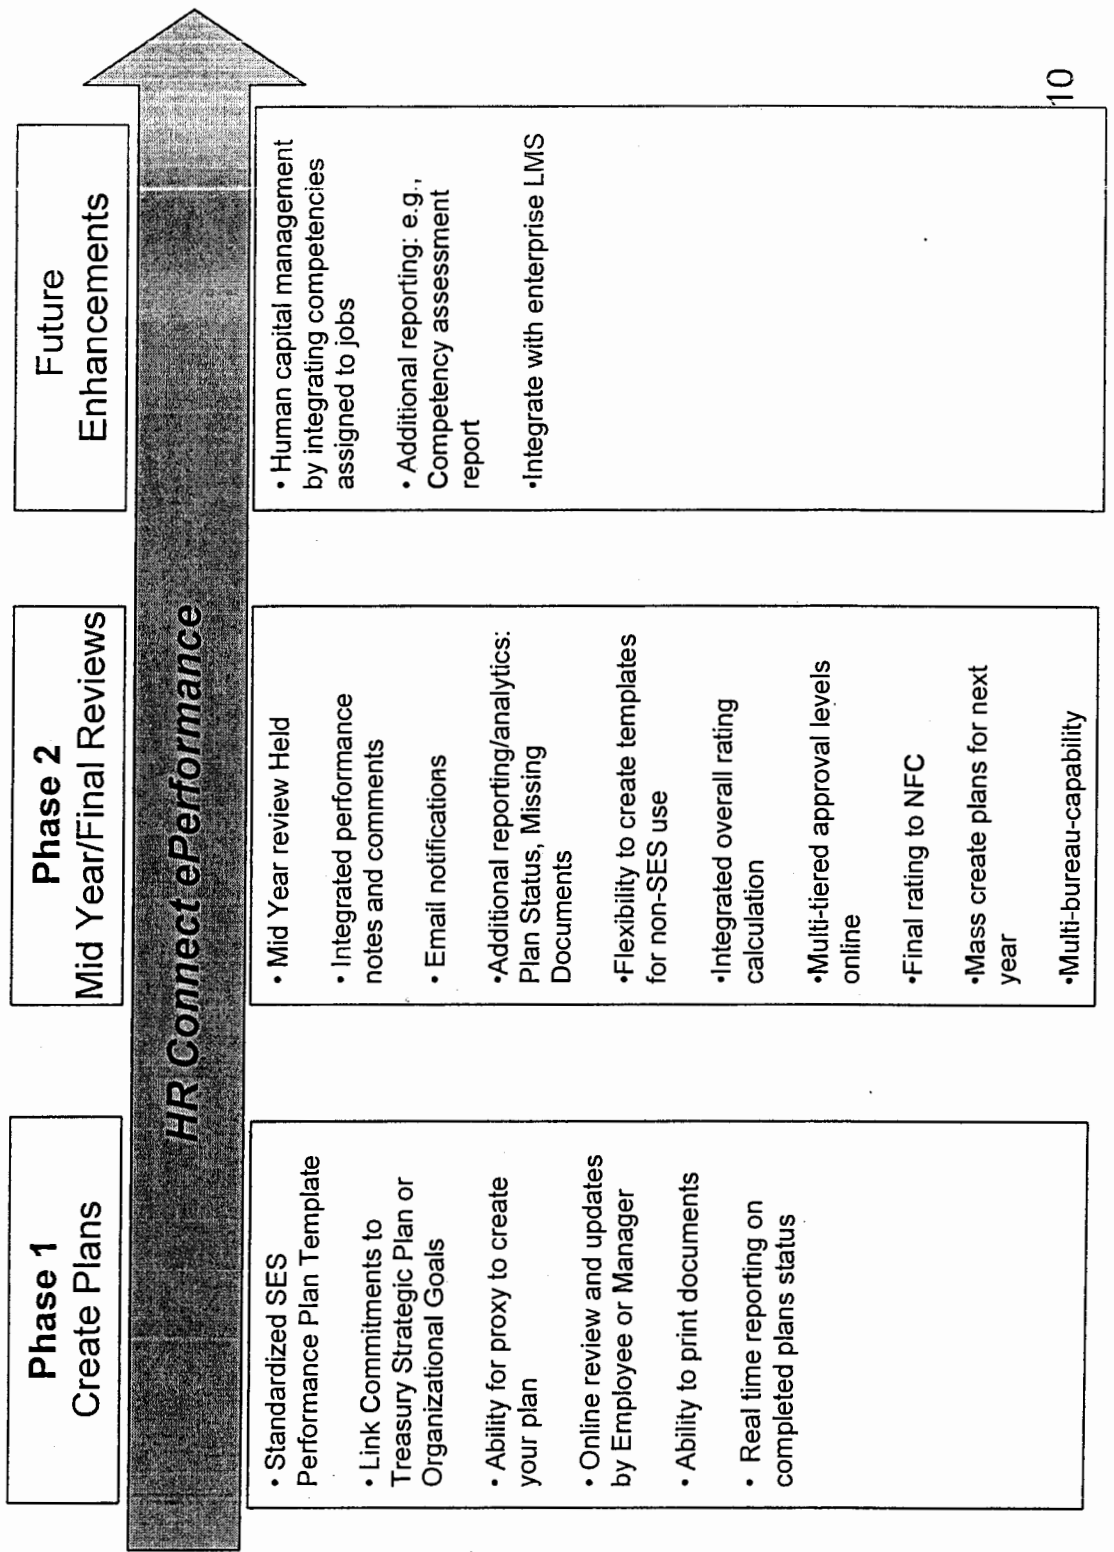 Phase 1
Create Plans
Phase 2
Mid Year/Final Reviews
Future
Enhancements
HR Connect ePerformance
• Standardized SES
Performance Plan Template
• Link Commitments to
Treasury Strategic Plan or
Organizational Goals
• Ability for proxy to create
your plan
• Online review and updates
by Employee or Manager
• Ability to print documents
• Real time reporting on
completed plans status
• Mid Year review Held
• Integrated performance
notes and comments
• Email notifications
•Additional reporting/analytics:
Plan Status, Missing
Documents
•Flexibility to create templates
for non-SES use
•Integrated overall rating
calculation
•Multi-tiered approval levels
online
•Final rating to NFC
•Mass create plans for next
year
•Multi-bureau-capability
• Human capital management
by integrating competencies
assigned to jobs
• Additional reporting: e.g.,
Competency assessment
report
•Integrate with enterprise LMS
10